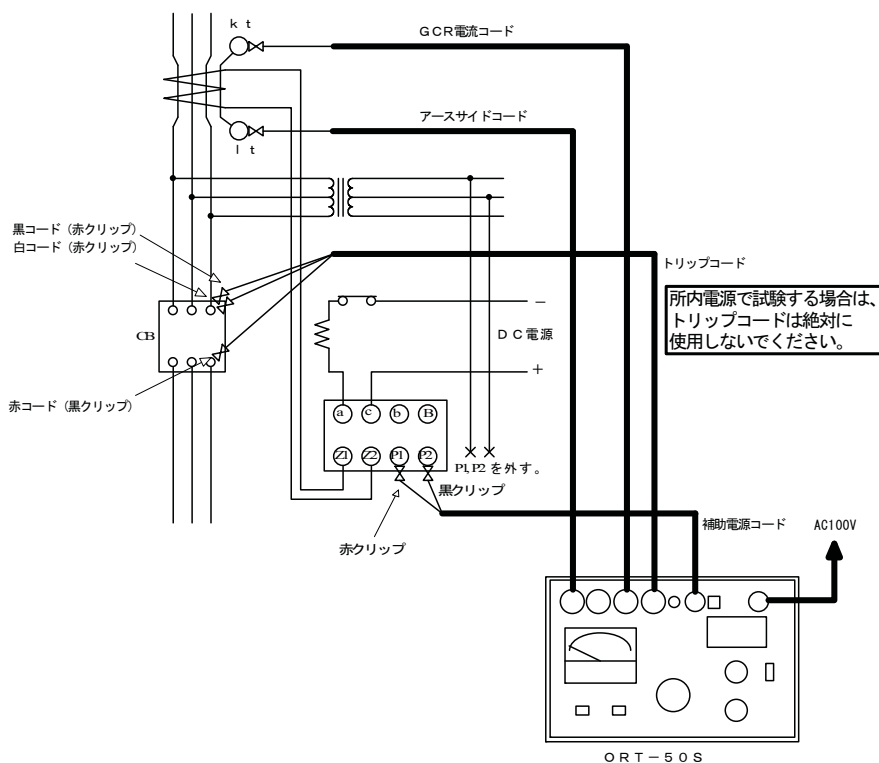 ｋｔ
ＧＣＲ電流コード
アースサイドコード
ｌｔ
黒コード（赤クリップ）
白コード（赤クリップ）
トリップコード
所内電源で試験する場合は、
トリップコードは絶対に
使用しないでください。
－
ＤＣ電源
＋
CB
赤コード（黒クリップ）
a c b B
Z1 Z2 P1 P2
P1,P2を外す。
黒クリップ
赤クリップ
補助電源コード
AC100V
ＯＲＴ－５０Ｓ